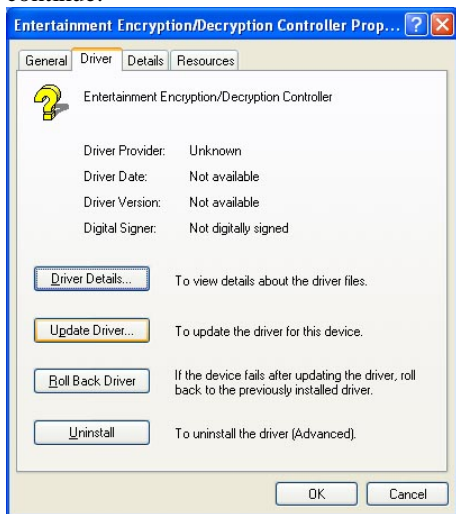 continue.
Entertainment Encryption/Decryption Controller Prop...
General Driver Details Resources
Entertainment Encryption/Decryption Controller
Driver Provider: Unknown
Driver Date: Not available
Driver Version: Not available
Digital Signer: Not digitally signed
Driver Details... To view details about the driver files.
Update Driver... To update the driver for this device.
Roll Back Driver If the device fails after updating the driver, roll
back to the previously installed driver.
Uninstall To uninstall the driver (Advanced).
OK Cancel